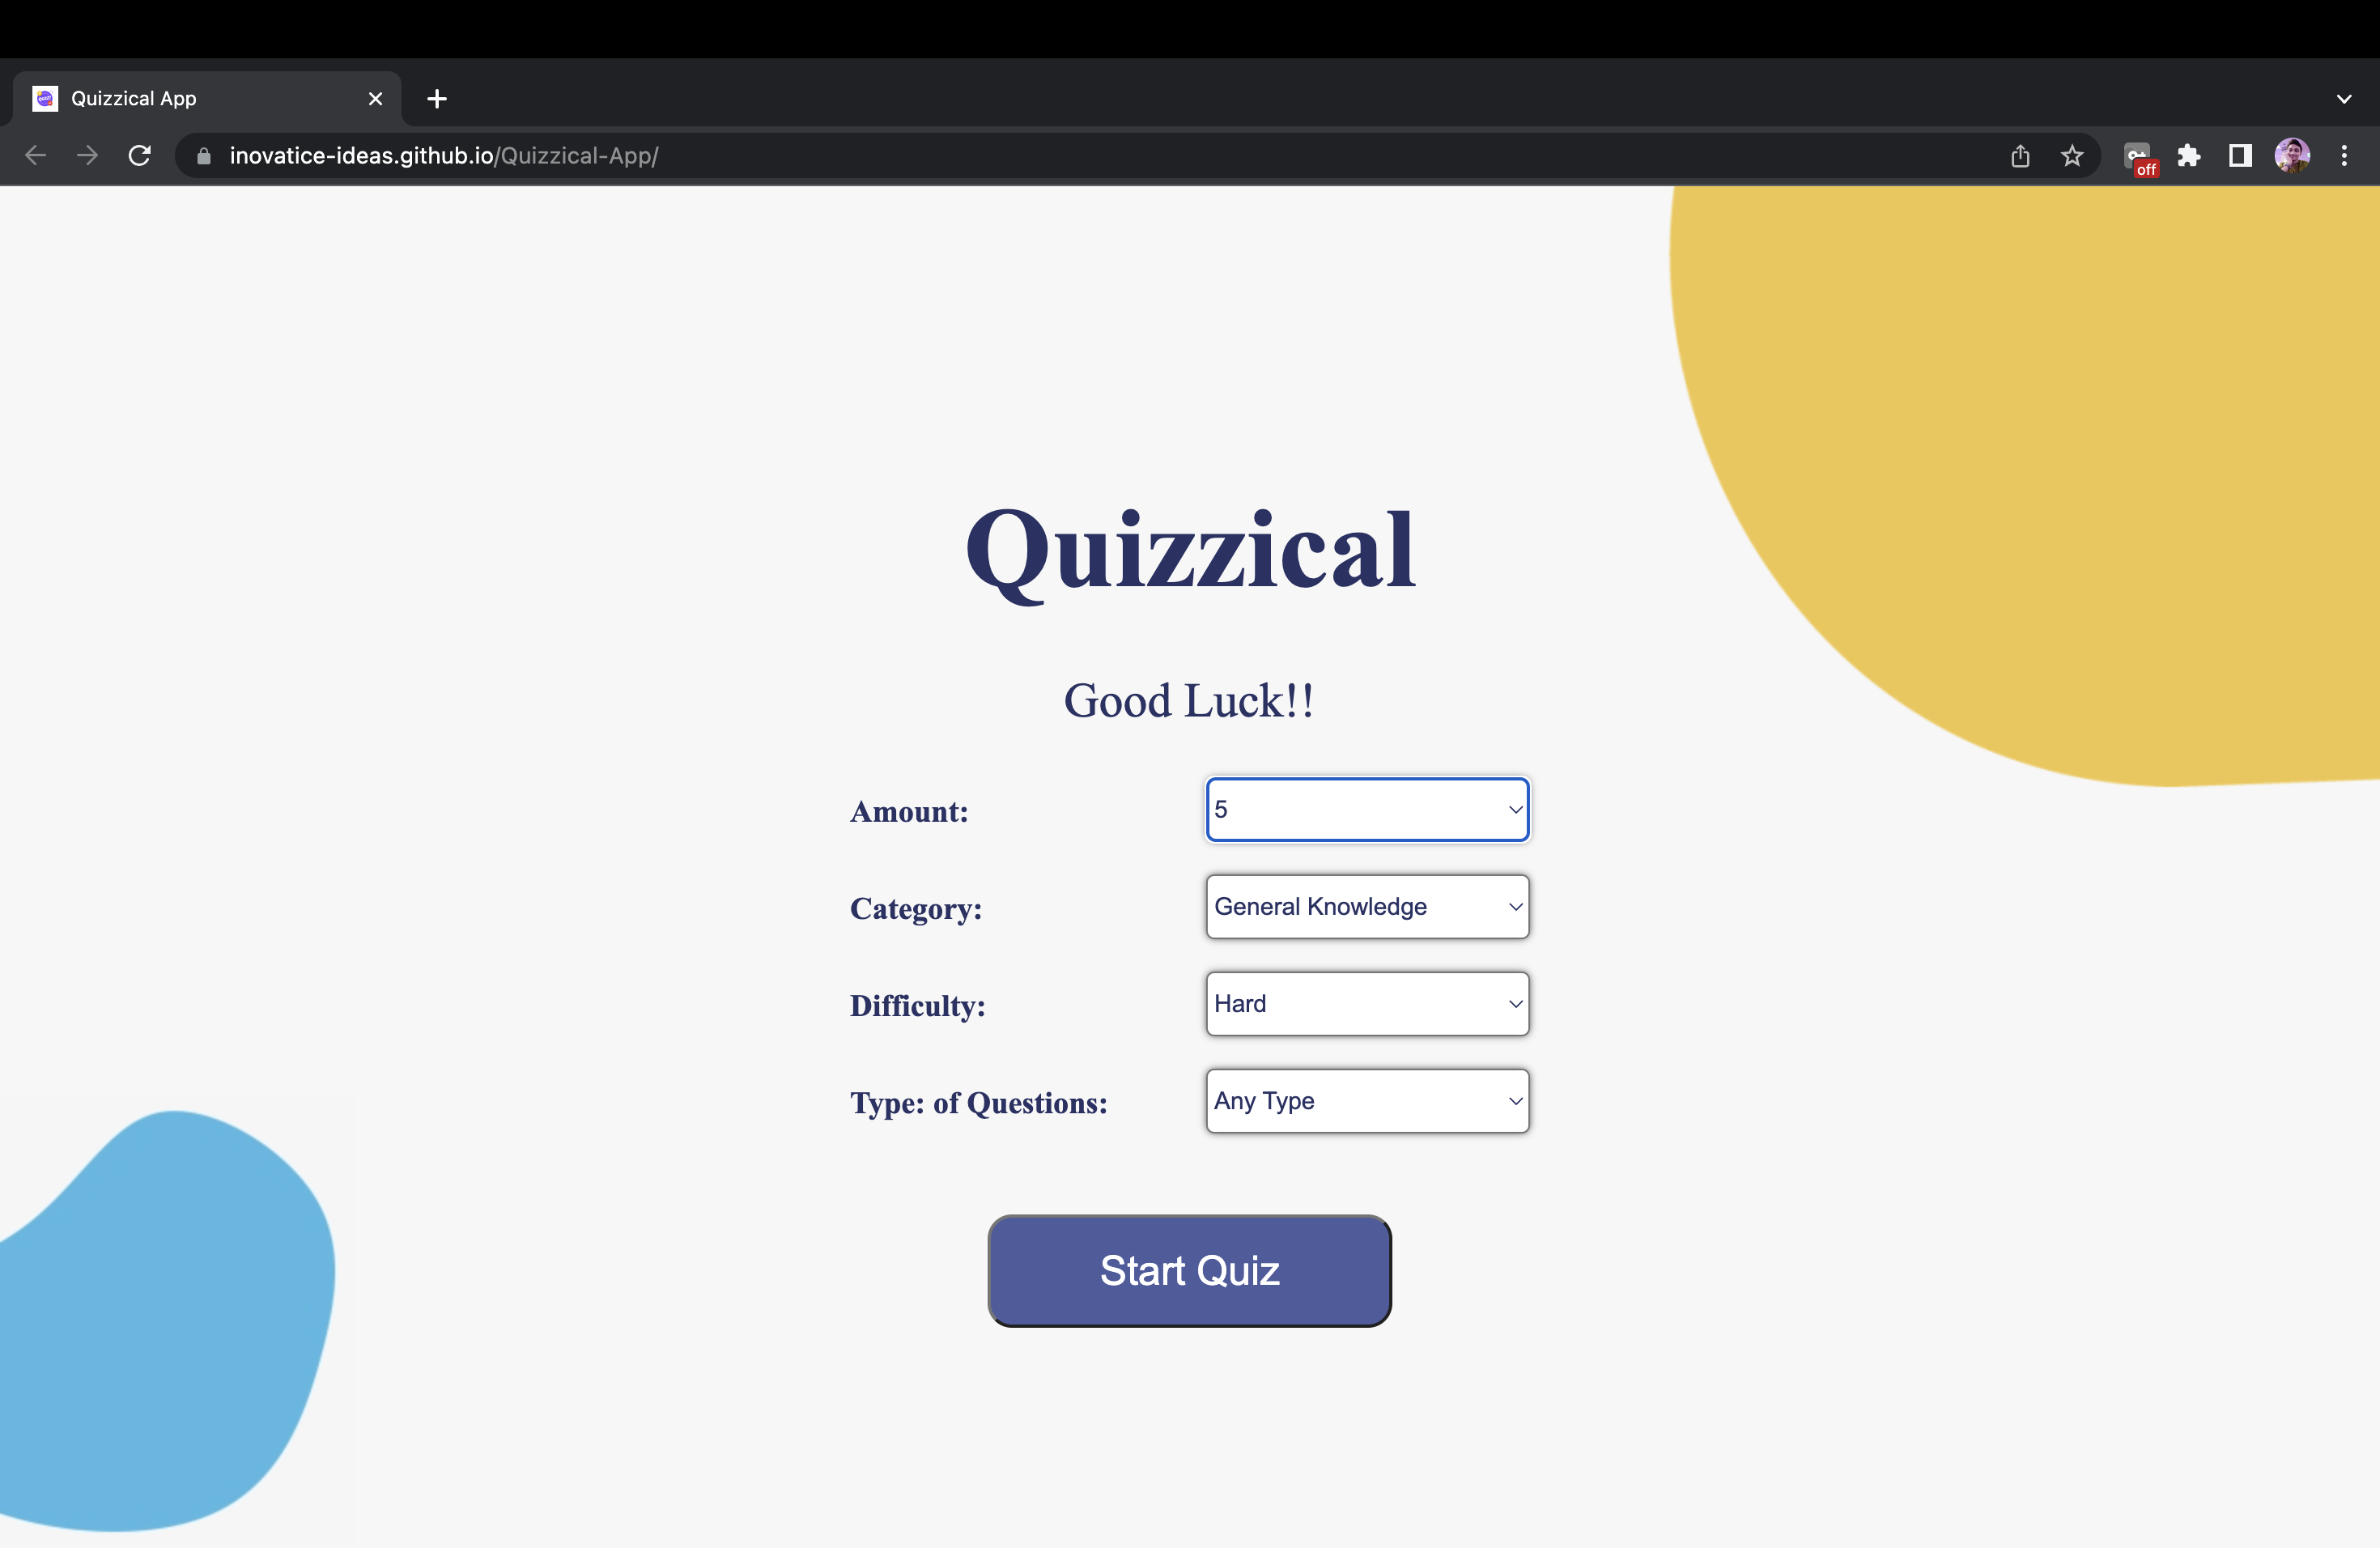 Quizzical App
inovatice-ideas.github.io/Quizzical-App/
off
Quizzical
Good Luck!!
Amount: 5
Category: General Knowledge
Difficulty: Hard
Type: of Questions: Any Type
Start Quiz